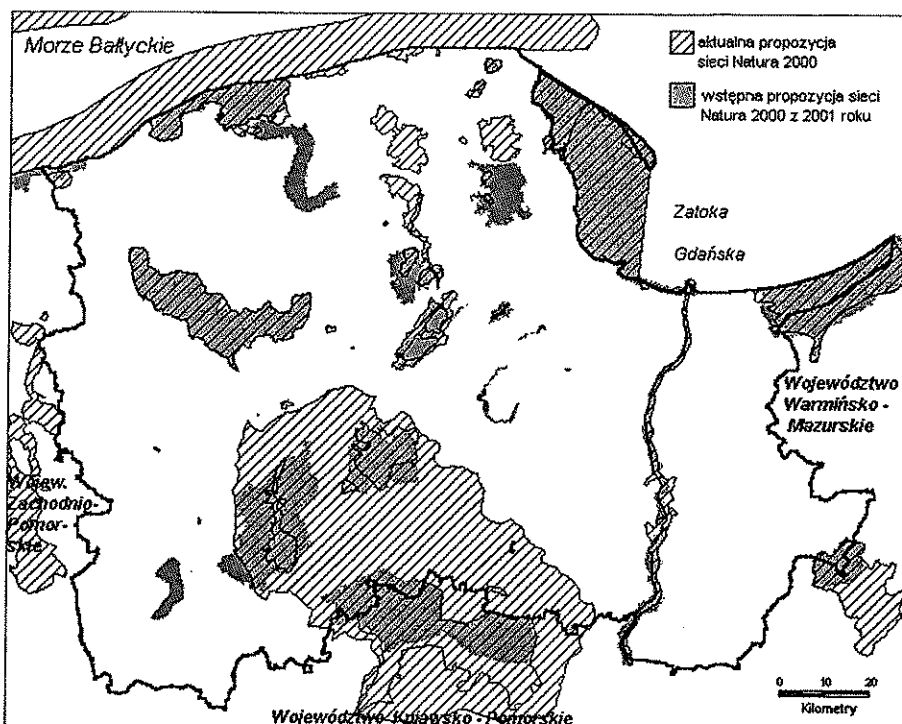 Morze Bałtyckie
aktualna propozycja
sieci Natura 2000
wstępna propozycja sieci
Natura 2000 z 2001 roku
Zatoka
Gdańska
Województwo
Warmińsko -
Mazurskie
Wojew.
Zachodnio-
Pomor-
skie
0 10 20
Kilometry
Województwo Kujawsko - Pomorskie